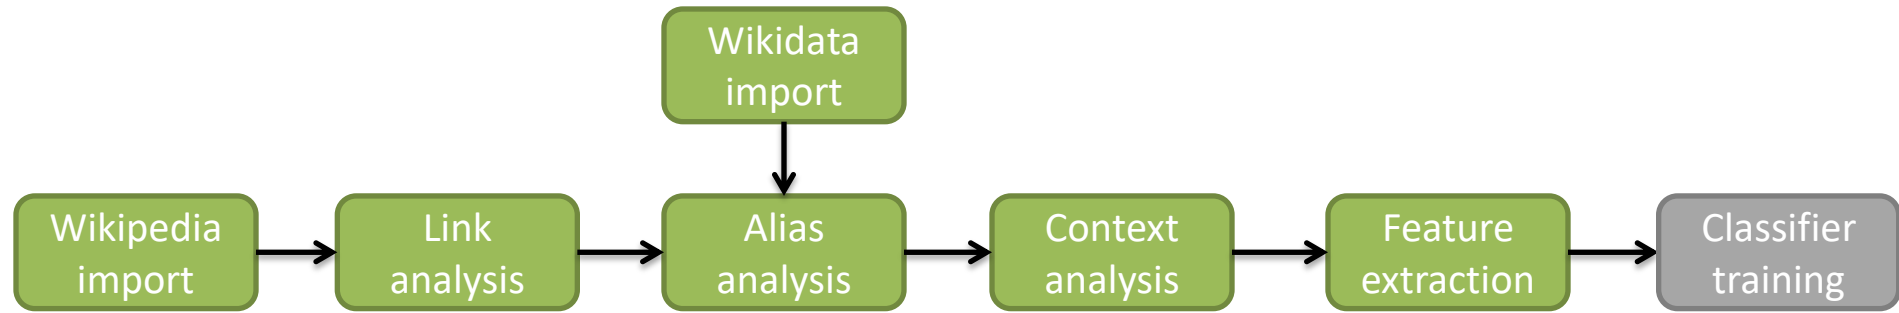 Wikidata
import
Wikipedia
import
Link
analysis
Alias
analysis
Context
analysis
Feature
extraction
Classifier
training